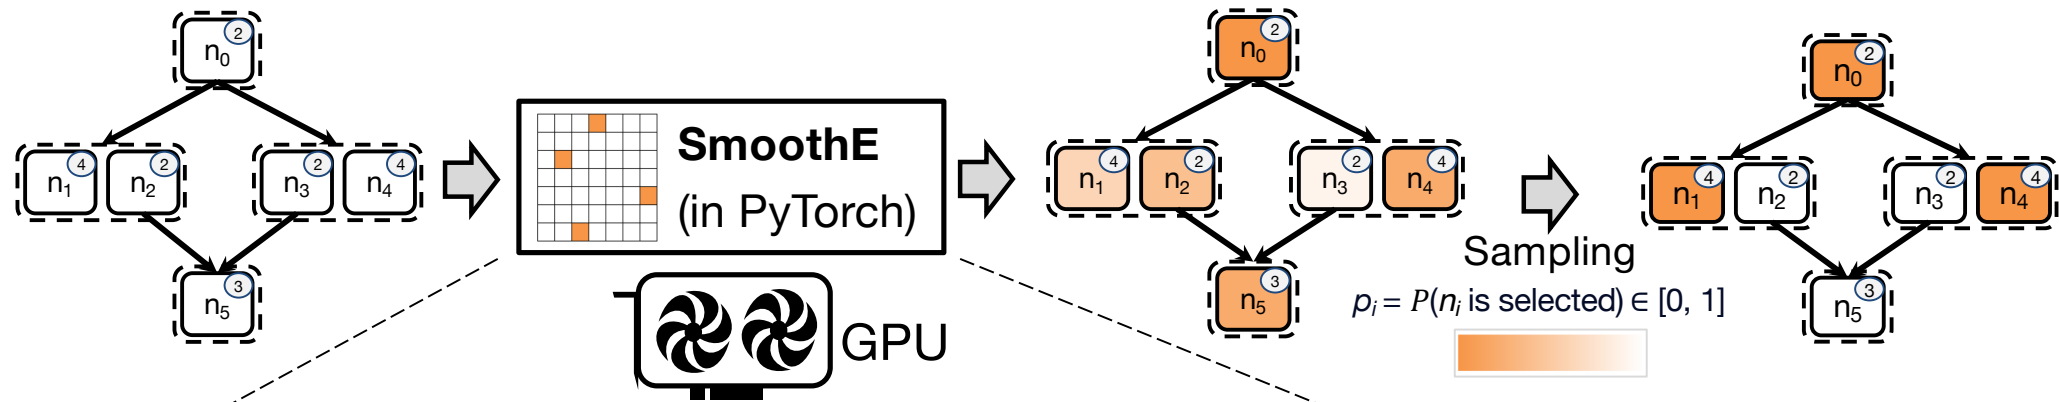 n0 2
n1 4 n2 2 n3 2 n4 4
n5 3
SmoothE
(in PyTorch)
GPU
n0 2
n1 4 n2 2 n3 2 n4 4
n5 3
Sampling
pi = P(ni is selected) ∈ [0, 1]
n0 2
n1 4 n2 2 n3 2 n4 4
n5 3